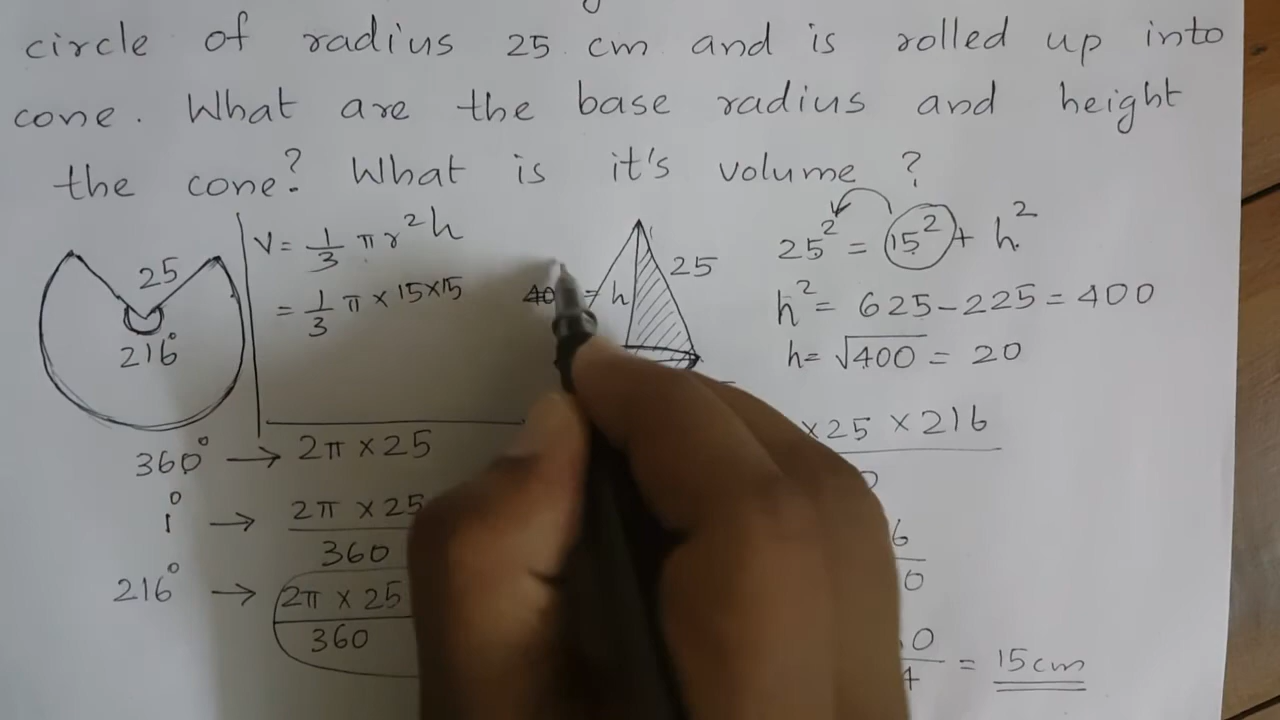 circle of radius 25 cm and is rolled up into
cone. What are the base radius and height
the cone? What is it's volume ?
25
216°
V = 1/3 πr²h
= 1/3 π × 15×15
= h
25
25² = 15² + h²
h² = 625-225 = 400
h = √400 = 20
360° → 2π × 25
1° → 2π × 25 / 360
216° → 2π × 25 / 360
×25 × 216
= 15cm